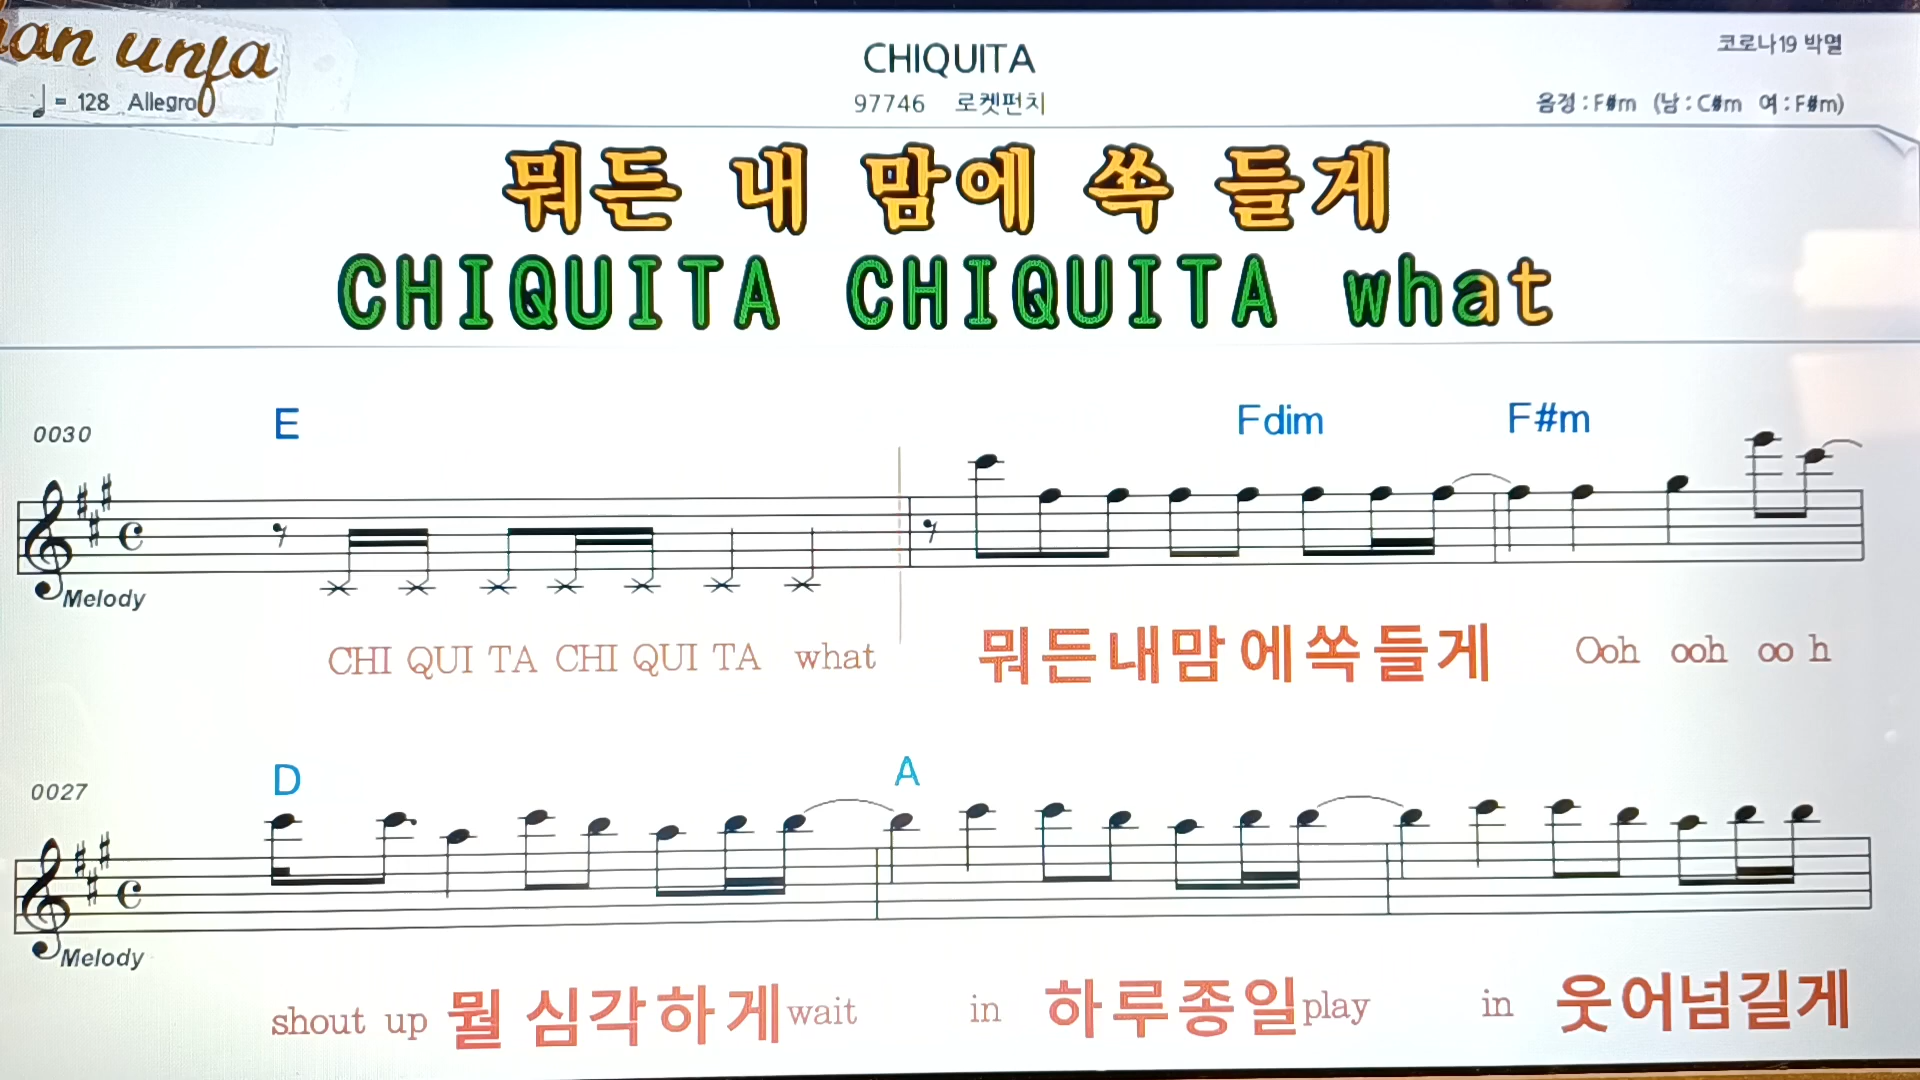 an unja
CHIQUITA
코로나19 박멸
♩= 128 Allegro
97746 로켓펀치
음정 : F#m (남 : C#m 여 : F#m)
뭐든 내 맘에 쏙 들게
CHIQUITA CHIQUITA what
0030 E Fdim F#m
Melody
CHI QUI TA CHI QUI TA what 뭐든내맘에쏙들게 Ooh ooh oo h
0027 D A
Melody
shout up 뭘 심각하게 wait in 하루종일 play in 웃어넘길게